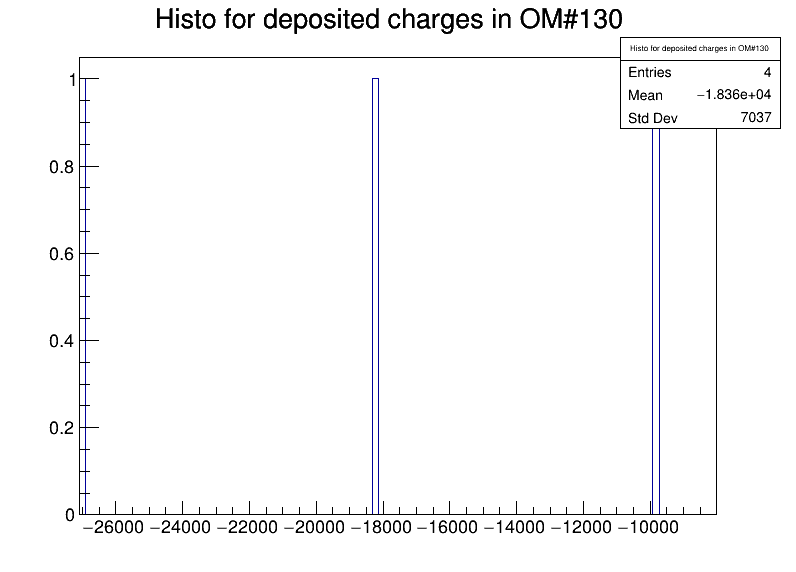 Histo for deposited charges in OM#130
Histo for deposited charges in OM#130
Entries 4
Mean −1.836e+04
Std Dev 7037
1
0.8
0.6
0.4
0.2
0
−26000 −24000 −22000 −20000 −18000 −16000 −14000 −12000 −10000